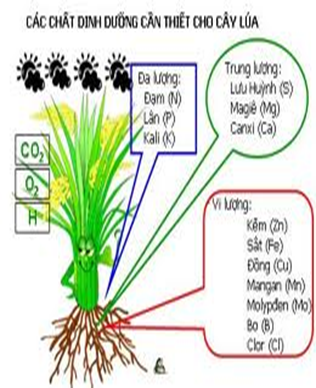 CÁC CHẤT DINH DƯỠNG CẦN THIẾT CHO CÂY LÚA
Đa lượng:
Đạm (N)
Lân (P)
Kali (K)
Trung lượng:
Lưu Huỳnh (S)
Magiê (Mg)
Canxi (Ca)
CO2
O2
H
Vi lượng:
Kẽm (Zn)
Sắt (Fe)
Đồng (Cu)
Mangan (Mn)
Molypđen (Mo)
Bo (B)
Clor (Cl)